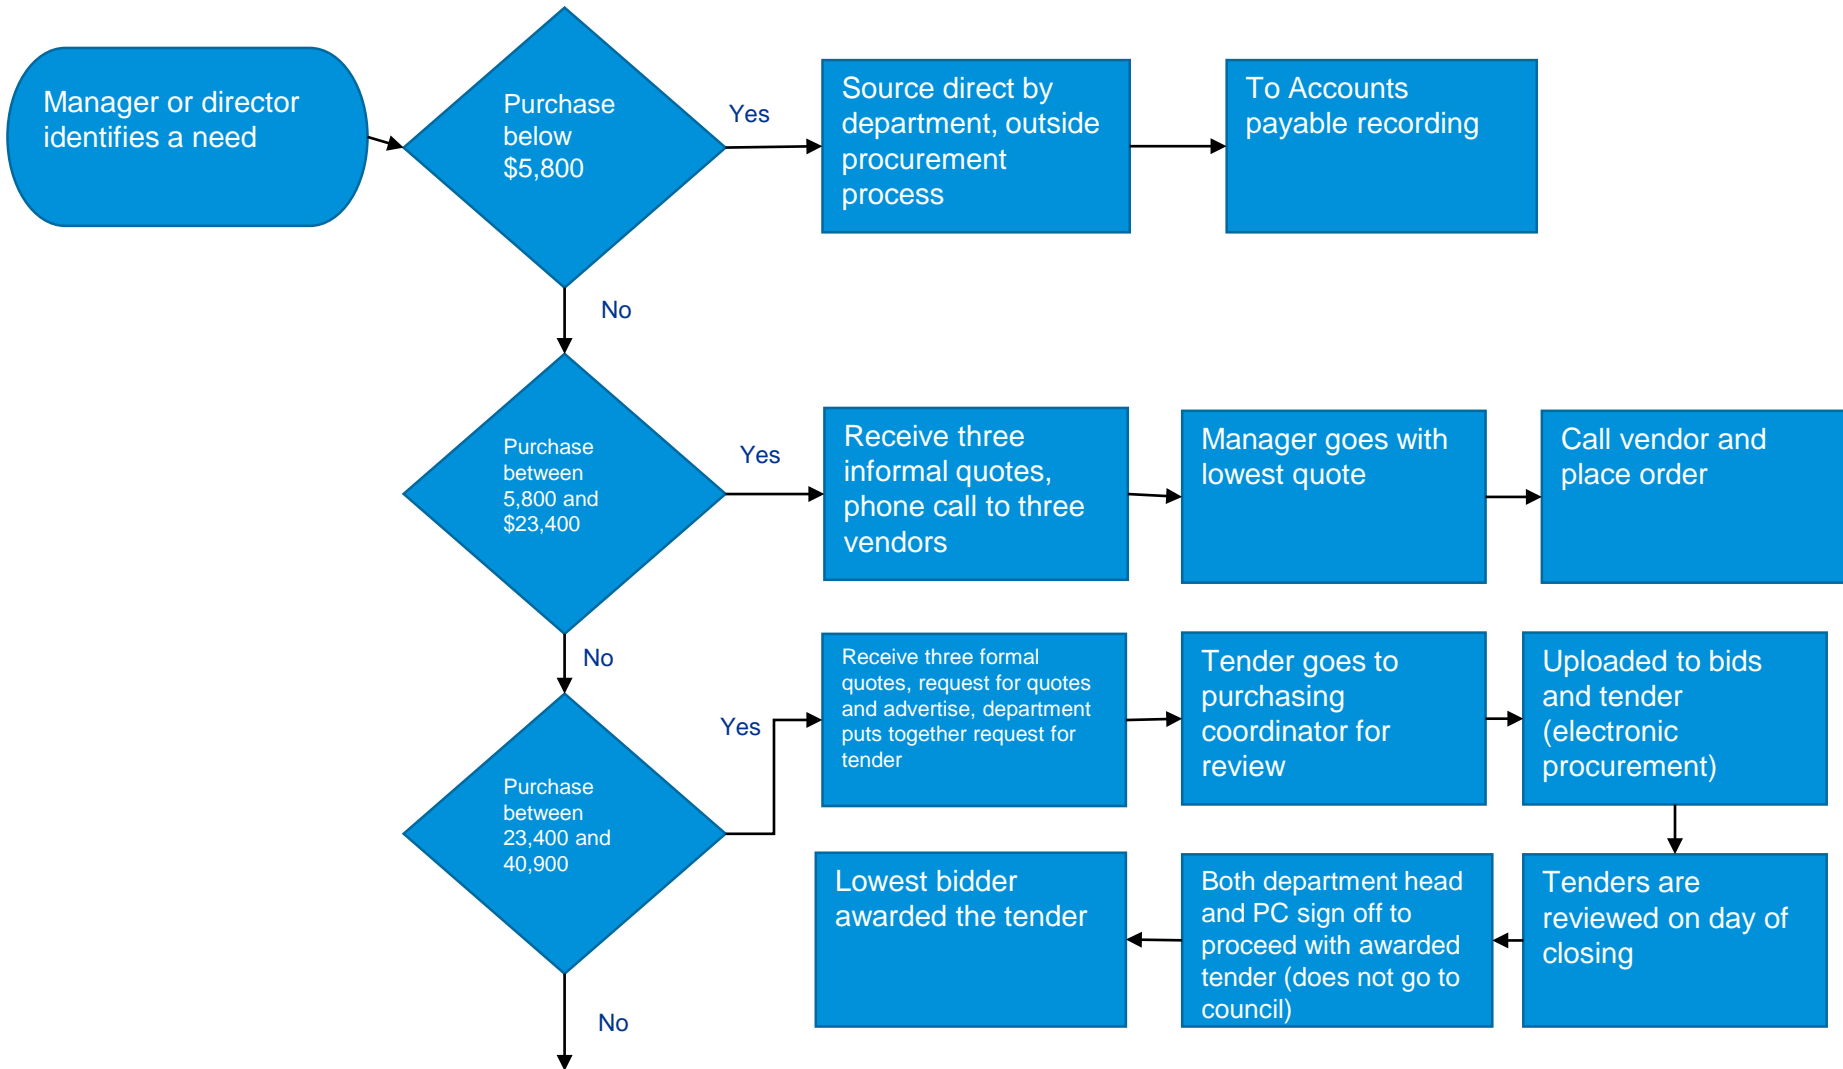 Manager or director
identifies a need
Purchase
below
$5,800
Yes
Source direct by
department, outside
procurement
process
To Accounts
payable recording
No
Purchase
between
5,800 and
$23,400
Yes
Receive three
informal quotes,
phone call to three
vendors
Manager goes with
lowest quote
Call vendor and
place order
No
Purchase
between
23,400 and
40,900
Yes
Receive three formal
quotes, request for quotes
and advertise, department
puts together request for
tender
Tender goes to
purchasing
coordinator for
review
Uploaded to bids
and tender
(electronic
procurement)
Tenders are
reviewed on day of
closing
Both department head
and PC sign off to
proceed with awarded
tender (does not go to
council)
Lowest bidder
awarded the tender
No